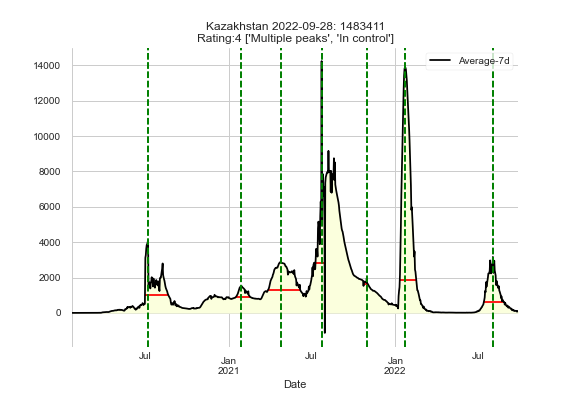 Kazakhstan 2022-09-28: 1483411
Rating:4 ['Multiple peaks', 'In control']
Average-7d
14000
12000
10000
8000
6000
4000
2000
0
Jul
Jan
2021
Jul
Jan
2022
Jul
Date